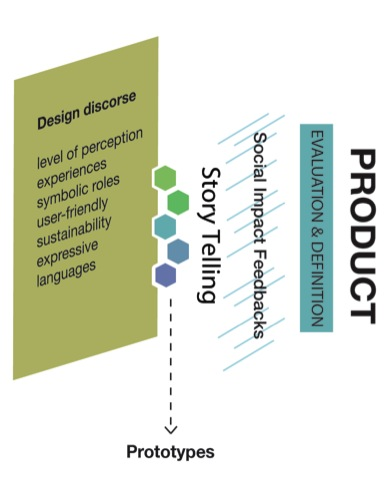 Design discorse
level of perception
experiences
symbolic roles
user-friendly
sustainability
expressive
languages
Story Telling
Social Impact Feedbacks
EVALUATION & DEFINITION
PRODUCT
Prototypes